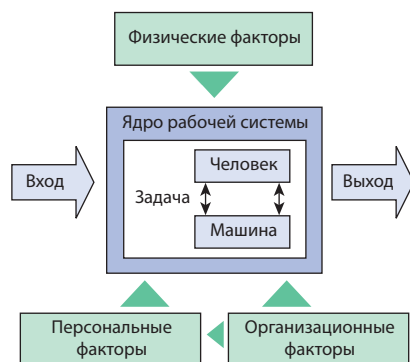 Физические факторы
Ядро рабочей системы
Человек
Вход
Задача
Выход
Машина
Персональные
факторы
Организационные
факторы